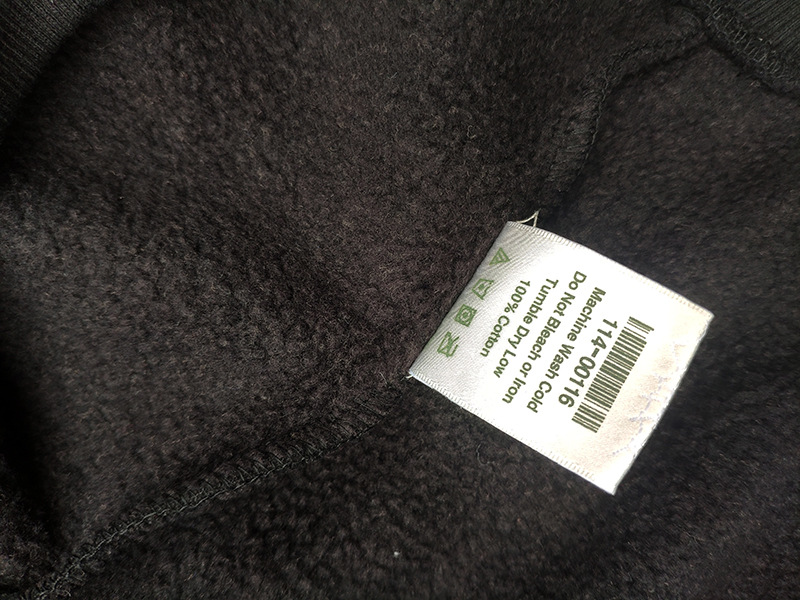 114-00116
Machine Wash Cold
Do Not Bleach or Iron
Tumble Dry Low
100% Cotton